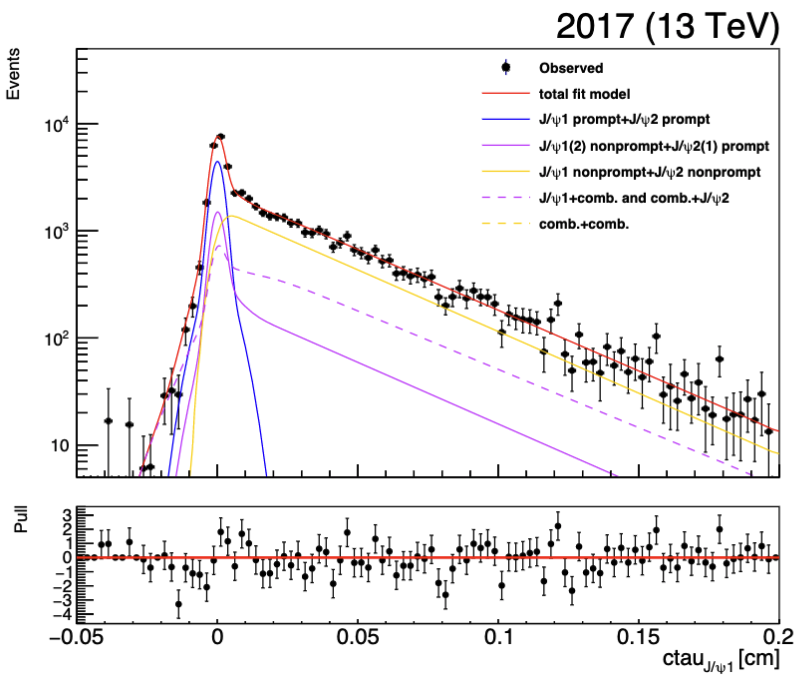 2017 (13 TeV)
Events
Observed
total fit model
J/ψ1 prompt+J/ψ2 prompt
J/ψ1(2) nonprompt+J/ψ2(1) prompt
J/ψ1 nonprompt+J/ψ2 nonprompt
J/ψ1+comb. and comb.+J/ψ2
comb.+comb.
10⁴
10³
10²
10
Pull
3
2
1
0
−1
−2
−3
−4
−0.05 0 0.05 0.1 0.15 0.2
ctau_J/ψ1 [cm]